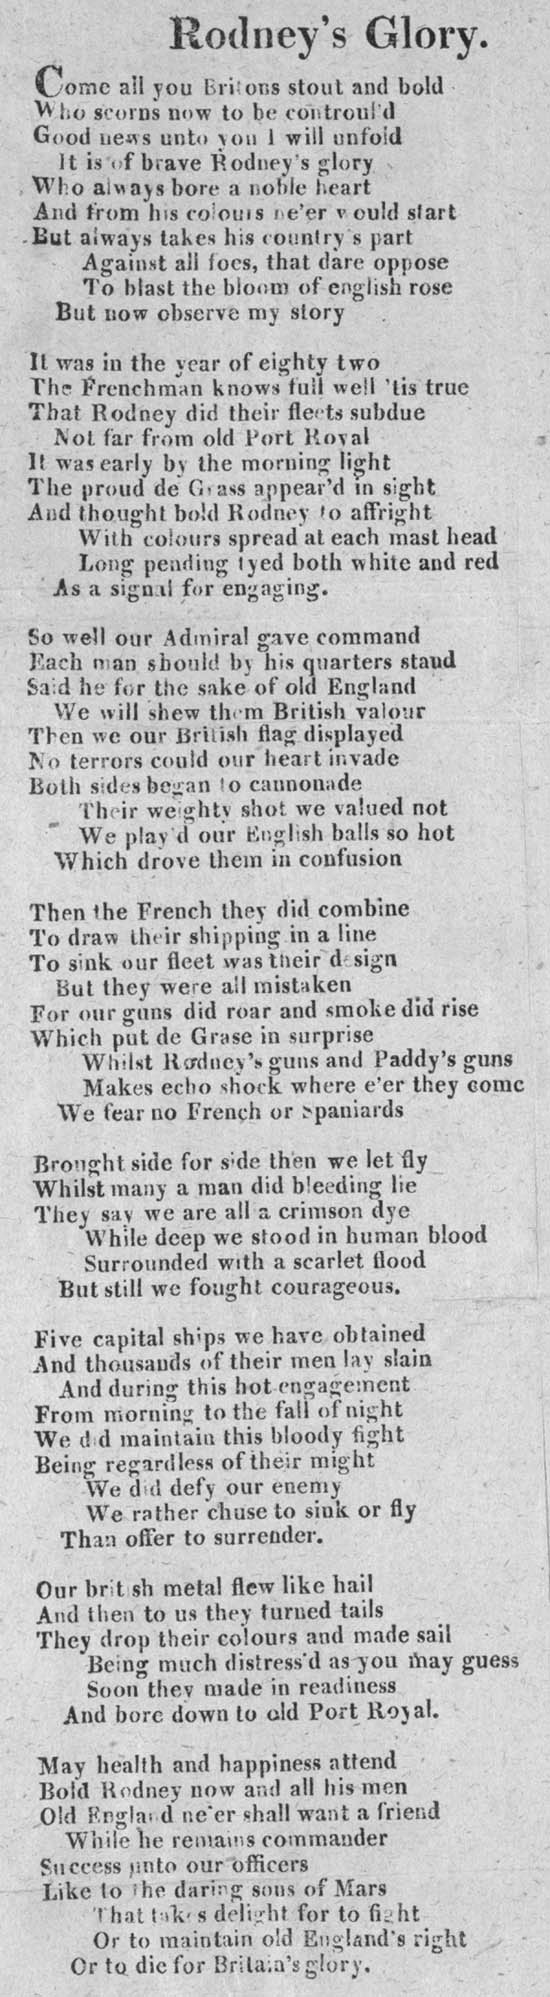 Rodney's Glory.
Come all you Britons stout and bold
Who scorns now to be controul'd
Good news unto you I will unfold
It is of brave Rodney's glory
Who always bore a noble heart
And from his colours ne'er would start
But always takes his country's part
Against all foes, that dare oppose
To blast the bloom of english rose
But now observe my story
It was in the year of eighty two
The Frenchman knows full well 'tis true
That Rodney did their fleets subdue
Not far from old Port Royal
It was early by the morning light
The proud de Grass appear'd in sight
And thought bold Rodney to affright
With colours spread at each mast head
Long pending tyed both white and red
As a signal for engaging.
So well our Admiral gave command
Each man should by his quarters stand
Said he for the sake of old England
We will shew them British valour
Then we our British flag displayed
No terrors could our heart invade
Both sides began to cannonade
Their weighty shot we valued not
We play'd our English balls so hot
Which drove them in confusion
Then the French they did combine
To draw their shipping in a line
To sink our fleet was their design
But they were all mistaken
For our guns did roar and smoke did rise
Which put de Grase in surprise
Whilst Rodney's guns and Paddy's guns
Makes echo shock where e'er they come
We fear no French or Spaniards
Brought side for side then we let fly
Whilst many a man did bleeding lie
They say we are all a crimson dye
While deep we stood in human blood
Surrounded with a scarlet flood
But still we fought courageous.
Five capital ships we have obtained
And thousands of their men lay slain
And during this hot engagement
From morning to the fall of night
We did maintain this bloody fight
Being regardless of their might
We did defy our enemy
We rather chuse to sink or fly
Than offer to surrender.
Our british metal flew like hail
And then to us they turned tails
They drop their colours and made sail
Being much distress'd as you may guess
Soon they made in readiness
And bore down to old Port Royal.
May health and happiness attend
Bold Rodney now and all his men
Old England ne'er shall want a friend
While he remains commander
Success unto our officers
Like to the daring sons of Mars
That takes delight for to fight
Or to maintain old England's right
Or to die for Britain's glory.